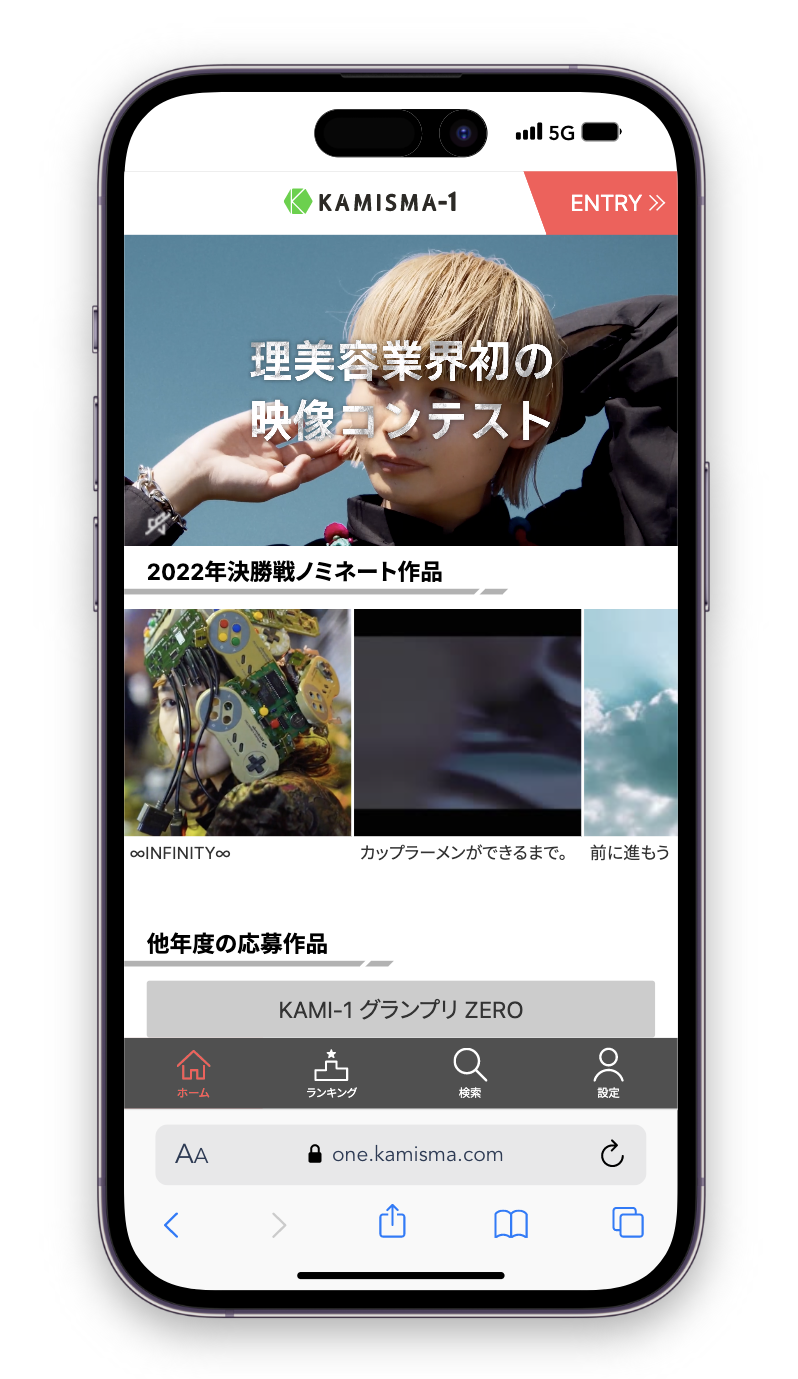 5G
KAMISMA-1
ENTRY
理美容業界初の
映像コンテスト
2022年決勝戦ノミネート作品
∞INFINITY∞
カップラーメンができるまで。
前に進もう
他年度の応募作品
KAMI-1 グランプリ ZERO
ホーム
ランキング
検索
設定
AA
one.kamisma.com